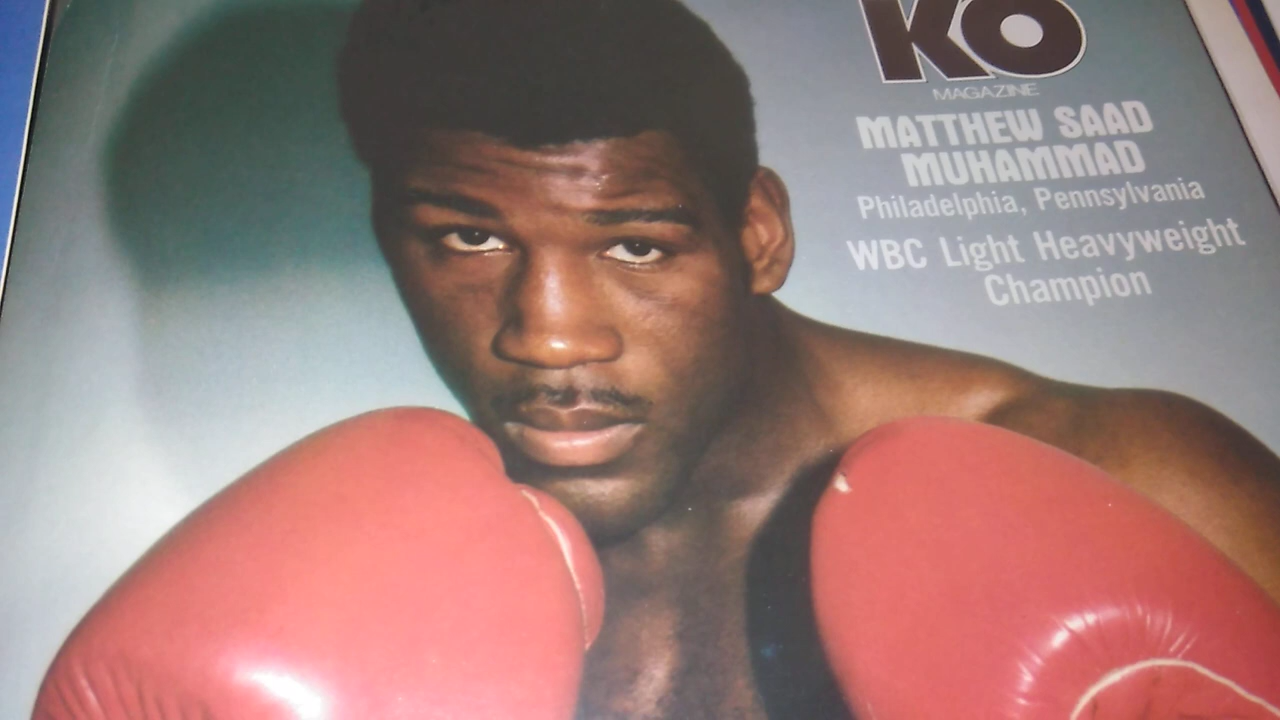 KO
MAGAZINE
MATTHEW SAAD
MUHAMMAD
Philadelphia, Pennsylvania
WBC Light Heavyweight
Champion